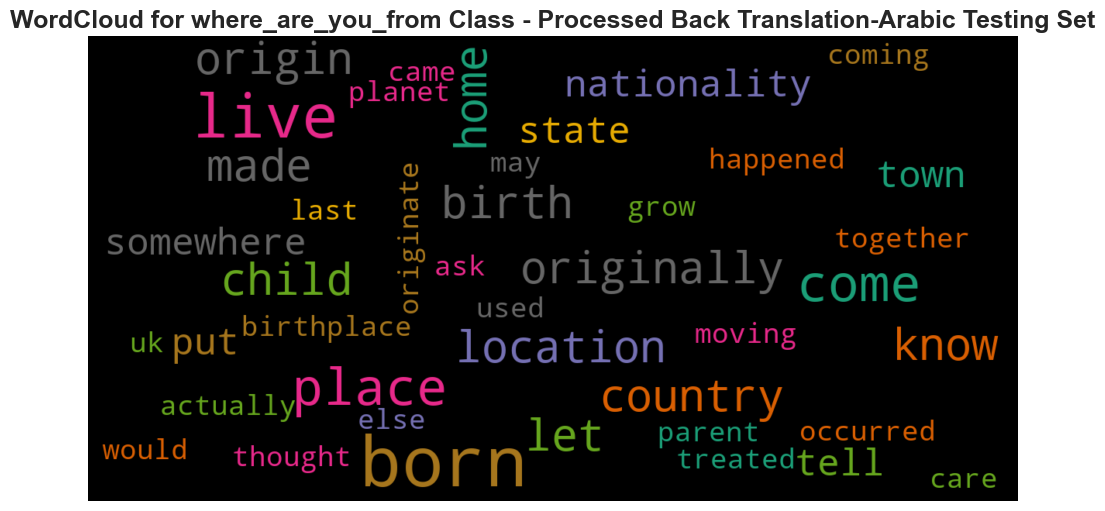 WordCloud for where_are_you_from Class - Processed Back Translation-Arabic Testing Set
origin
came
coming
planet
home
nationality
live
state
made
may
happened
town
last
originate
birth
grow
somewhere
together
child
ask
originally
come
used
uk
put
birthplace
location
moving
know
place
country
actually
else
let
parent
occurred
would
thought
born
treated
tell
care